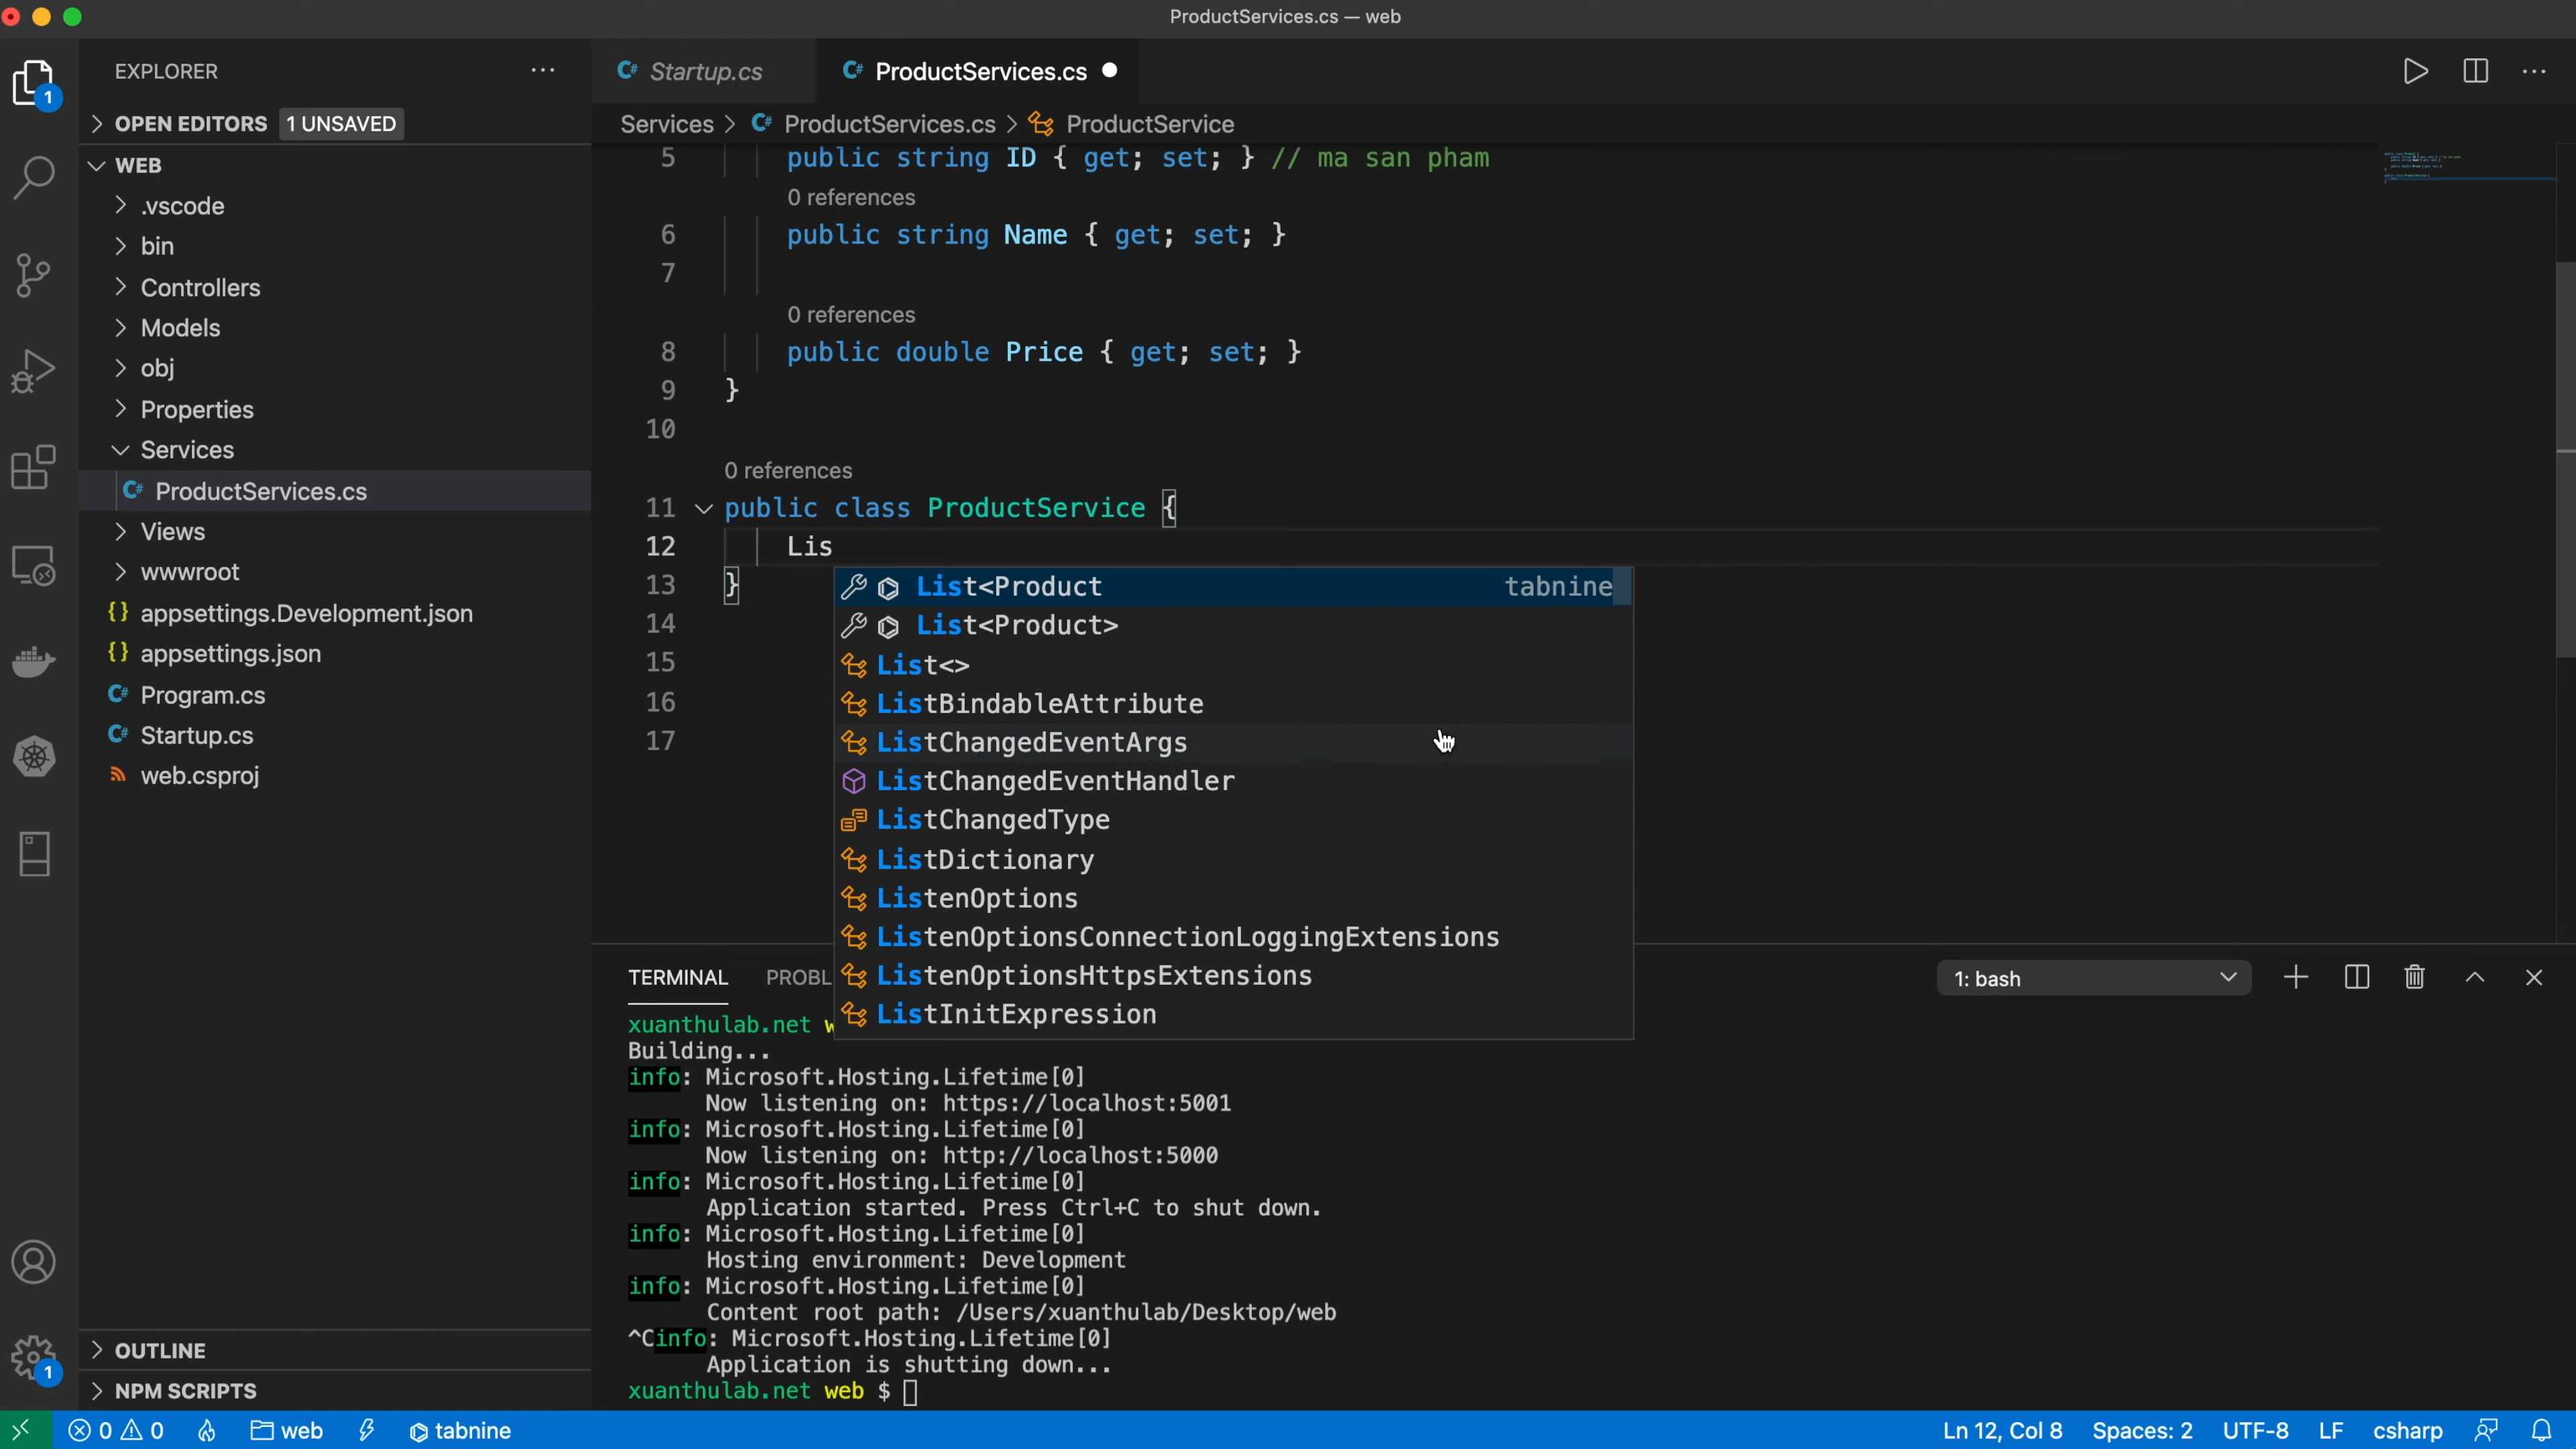 ProductServices.cs — web
EXPLORER
1
OPEN EDITORS 1 UNSAVED
WEB
.vscode
bin
Controllers
Models
obj
Properties
Services
ProductServices.cs
Views
wwwroot
{} appsettings.Development.json
{} appsettings.json
C# Program.cs
C# Startup.cs
web.csproj
OUTLINE
NPM SCRIPTS
1
C# Startup.cs
C# ProductServices.cs
Services > C# ProductServices.cs > ProductService
5 public string ID { get; set; } // ma san pham
0 references
6 public string Name { get; set; }
7
0 references
8 public double Price { get; set; }
9 }
10
0 references
11 public class ProductService {
12 Lis
13 }
14
15
16
17
List<Product tabnine
List<Product>
List<>
ListBindableAttribute
ListChangedEventArgs
ListChangedEventHandler
ListChangedType
ListDictionary
ListenOptions
ListenOptionsConnectionLoggingExtensions
ListenOptionsHttpsExtensions
ListInitExpression
TERMINAL PROBL 1: bash
xuanthulab.net w
Building...
info: Microsoft.Hosting.Lifetime[0]
Now listening on: https://localhost:5001
info: Microsoft.Hosting.Lifetime[0]
Now listening on: http://localhost:5000
info: Microsoft.Hosting.Lifetime[0]
Application started. Press Ctrl+C to shut down.
info: Microsoft.Hosting.Lifetime[0]
Hosting environment: Development
info: Microsoft.Hosting.Lifetime[0]
Content root path: /Users/xuanthulab/Desktop/web
^Cinfo: Microsoft.Hosting.Lifetime[0]
Application is shutting down...
xuanthulab.net web $
0 0 web tabnine Ln 12, Col 8 Spaces: 2 UTF-8 LF csharp